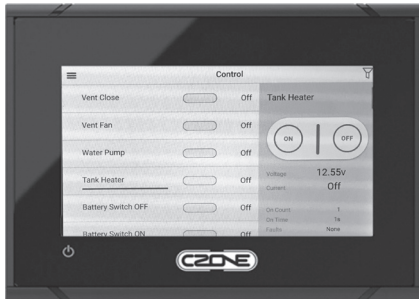 Control
Vent Close Off
Vent Fan Off
Water Pump Off
Tank Heater Off
Battery Switch OFF Off
Battery Switch ON Off
Tank Heater
ON OFF
Voltage 12.55v
Current Off
On Count 1
On Time 1s
Faults None
CZONE